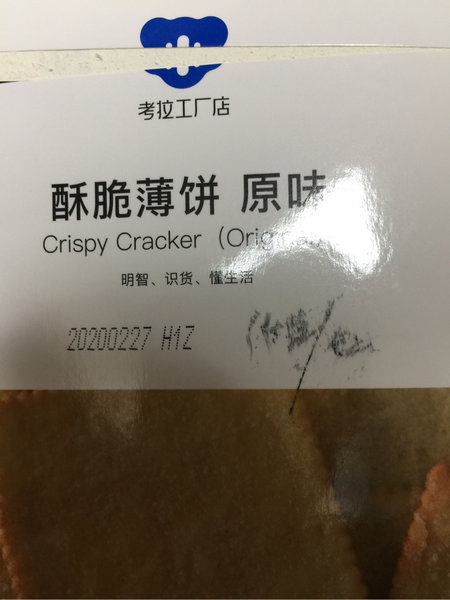 考拉工厂店
酥脆薄饼 原味
Crispy Cracker
明智、识货、懂生活
20200227 H1Z